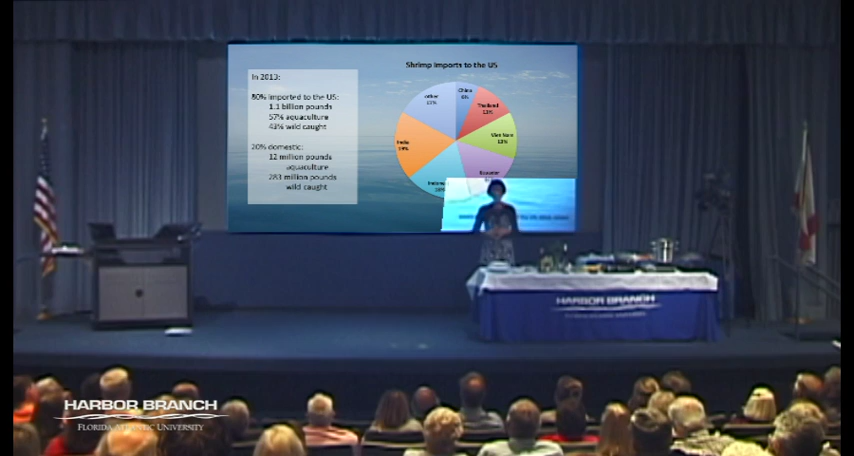 Shrimp Imports to the US
In 2013:
80% imported to the US:
1.1 billion pounds
57% aquaculture
43% wild caught
20% domestic:
12 million pounds
aquaculture
283 million pounds
wild caught
other
China
Thailand
Viet Nam
Ecuador
India
HARBOR BRANCH
HARBOR BRANCH
FLORIDA ATLANTIC UNIVERSITY